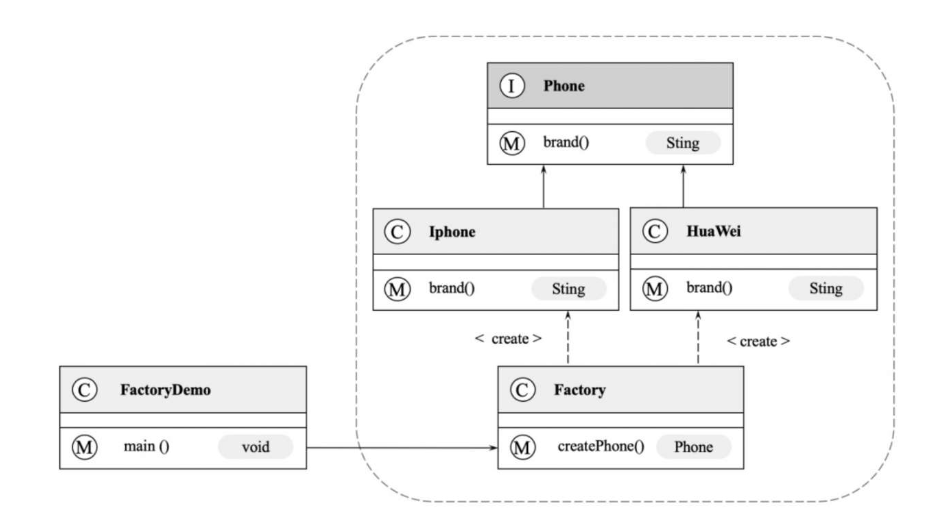 I Phone
M brand() Sting
C Iphone
M brand() Sting
C HuaWei
M brand() Sting
< create >
< create >
C FactoryDemo
M main () void
C Factory
M createPhone() Phone